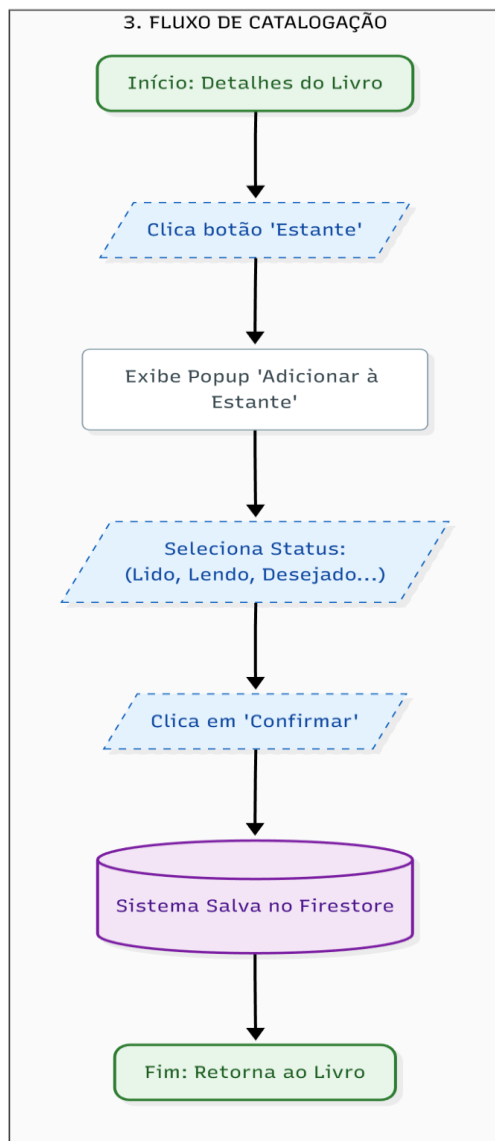 3. FLUXO DE CATALOGAÇÃO
Início: Detalhes do Livro
Clica botão 'Estante'
Exibe Popup 'Adicionar à
Estante'
Seleciona Status:
(Lido, Lendo, Desejado...)
Clica em 'Confirmar'
Sistema Salva no Firestore
Fim: Retorna ao Livro